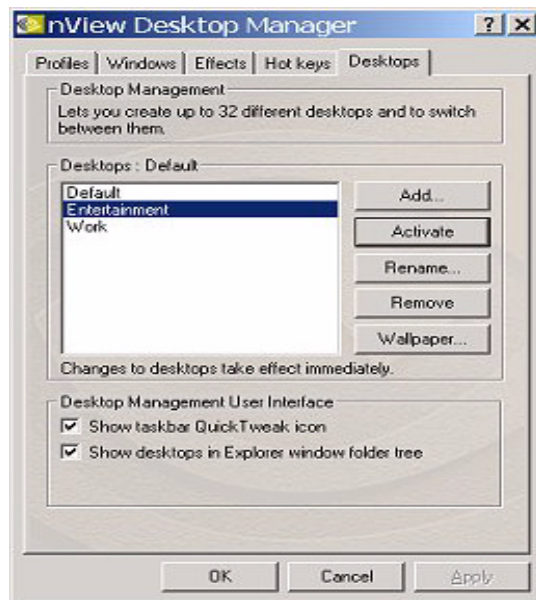 nView Desktop Manager
Profiles Windows Effects Hot keys Desktops
Desktop Management
Lets you create up to 32 different desktops and to switch
between them.
Desktops : Default
Default
Entertainment
Work
Add...
Activate
Rename...
Remove
Wallpaper...
Changes to desktops take effect immediately.
Desktop Management User Interface
Show taskbar QuickTweak icon
Show desktops in Explorer window folder tree
OK Cancel Apply